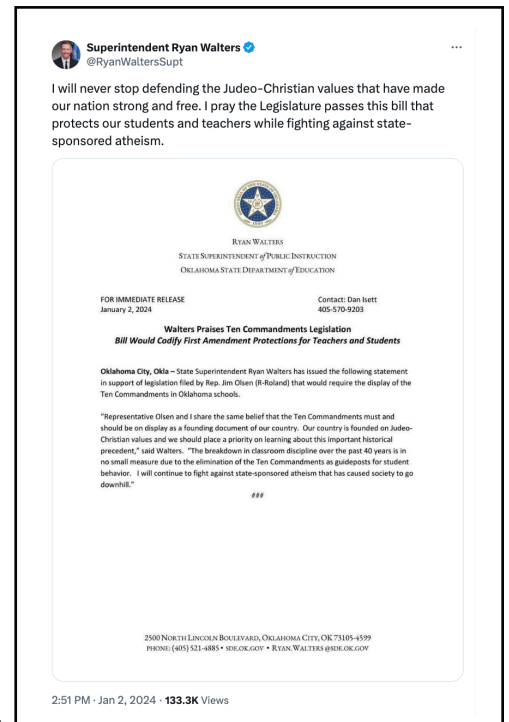 Superintendent Ryan Walters
@RyanWaltersSupt
I will never stop defending the Judeo-Christian values that have made
our nation strong and free. I pray the Legislature passes this bill that
protects our students and teachers while fighting against state-
sponsored atheism.
RYAN WALTERS
STATE SUPERINTENDENT of PUBLIC INSTRUCTION
OKLAHOMA STATE DEPARTMENT of EDUCATION
FOR IMMEDIATE RELEASE
January 2, 2024
Contact: Dan Isett
405-570-9203
Walters Praises Ten Commandments Legislation
Bill Would Codify First Amendment Protections for Teachers and Students
Oklahoma City, Okla – State Superintendent Ryan Walters has issued the following statement
in support of legislation filed by Rep. Jim Olsen (R-Roland) that would require the display of the
Ten Commandments in Oklahoma schools.
"Representative Olsen and I share the same belief that the Ten Commandments must and
should be on display as a founding document of our country. Our country is founded on Judeo-
Christian values and we should place a priority on learning about this important historical
precedent," said Walters. "The breakdown in classroom discipline over the past 40 years is in
no small measure due to the elimination of the Ten Commandments as guideposts for student
behavior. I will continue to fight against state-sponsored atheism that has caused society to go
downhill."
###
2500 NORTH LINCOLN BOULEVARD, OKLAHOMA CITY, OK 73105-4599
PHONE: (405) 521-4885 • SDE.OK.GOV • RYAN.WALTERS@SDE.OK.GOV
2:51 PM · Jan 2, 2024 · 133.3K Views